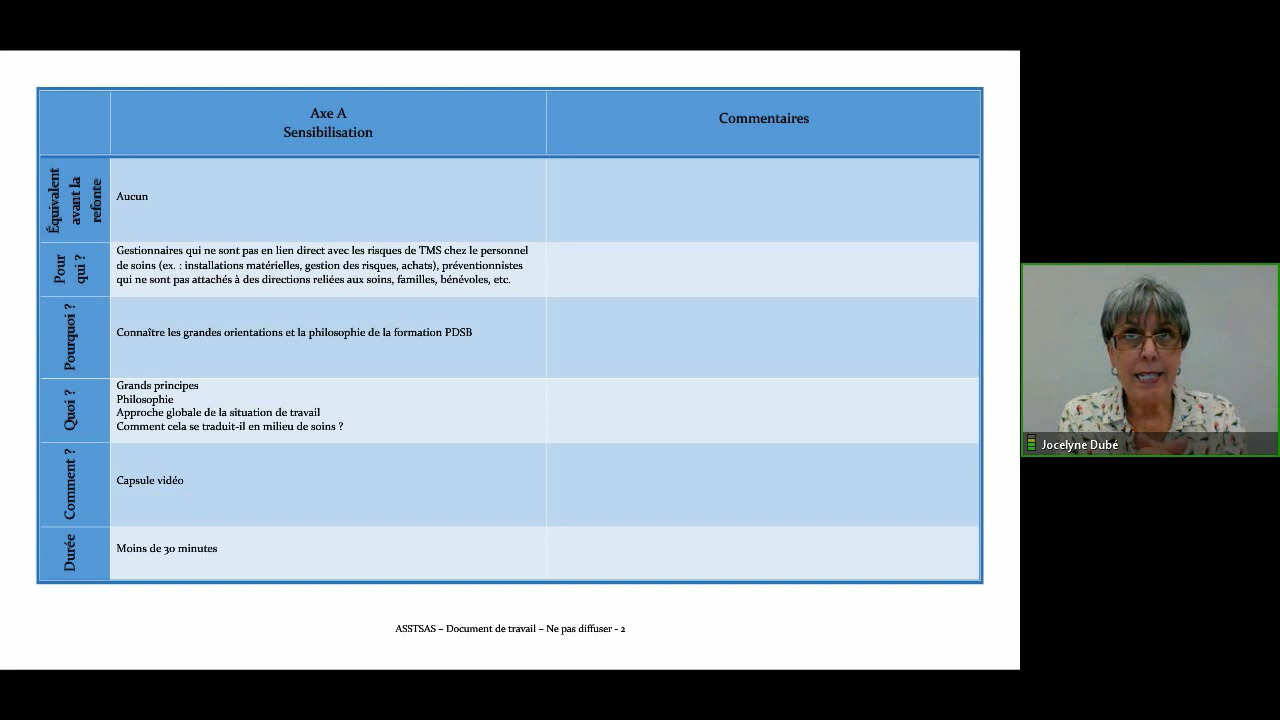 Axe A
Sensibilisation
Commentaires
Équivalent
avant la
refonte
Aucun
Pour
qui ?
Gestionnaires qui ne sont pas en lien direct avec les risques de TMS chez le personnel
de soins (ex. : installations matérielles, gestion des risques, achats), préventionnistes
qui ne sont pas attachés à des directions reliées aux soins, familles, bénévoles, etc.
Pourquoi ?
Connaître les grandes orientations et la philosophie de la formation PDSB
Quoi ?
Grands principes
Philosophie
Approche globale de la situation de travail
Comment cela se traduit-il en milieu de soins ?
Comment ?
Capsule vidéo
Durée
Moins de 30 minutes
ASSTSAS – Document de travail – Ne pas diffuser - 2
Jocelyne Dubé